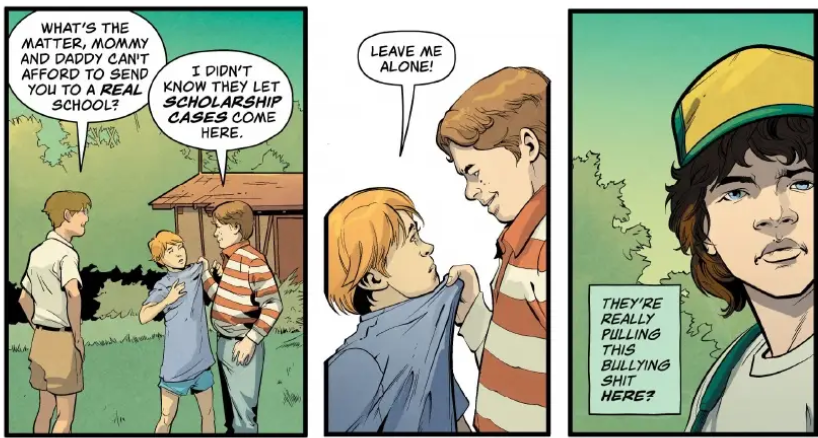 WHAT'S THE
MATTER, MOMMY
AND DADDY CAN'T
AFFORD TO SEND
YOU TO A REAL
SCHOOL?
I DIDN'T
KNOW THEY LET
SCHOLARSHIP
CASES COME
HERE.
LEAVE ME
ALONE!
THEY'RE
REALLY
PULLING
THIS
BULLYING
SHIT
HERE?